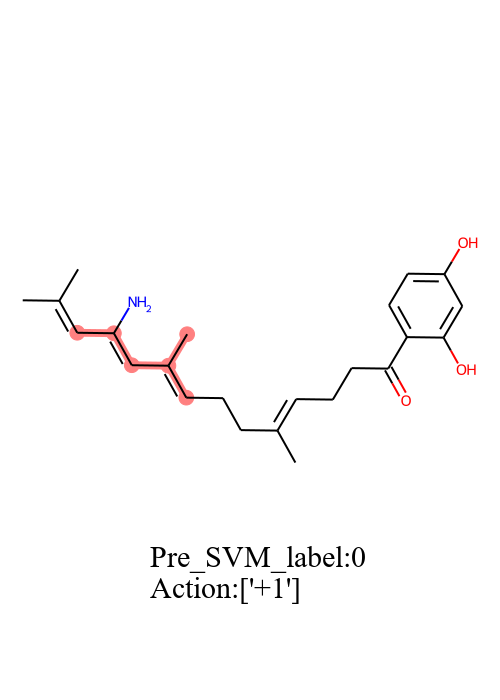 OH
NH2
OH
O
Pre_SVM_label:0
Action:['+1']